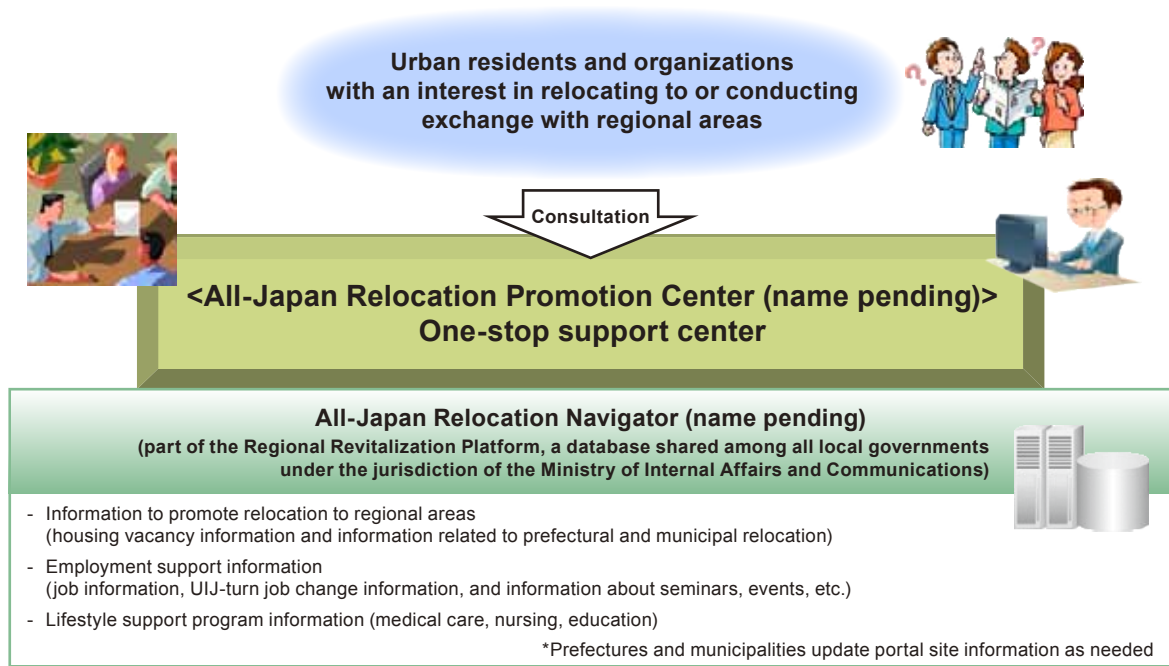 Urban residents and organizations
with an interest in relocating to or conducting
exchange with regional areas
Consultation
<All-Japan Relocation Promotion Center (name pending)>
One-stop support center
All-Japan Relocation Navigator (name pending)
(part of the Regional Revitalization Platform, a database shared among all local governments
under the jurisdiction of the Ministry of Internal Affairs and Communications)
- Information to promote relocation to regional areas
(housing vacancy information and information related to prefectural and municipal relocation)
- Employment support information
(job information, UIJ-turn job change information, and information about seminars, events, etc.)
- Lifestyle support program information (medical care, nursing, education)
*Prefectures and municipalities update portal site information as needed